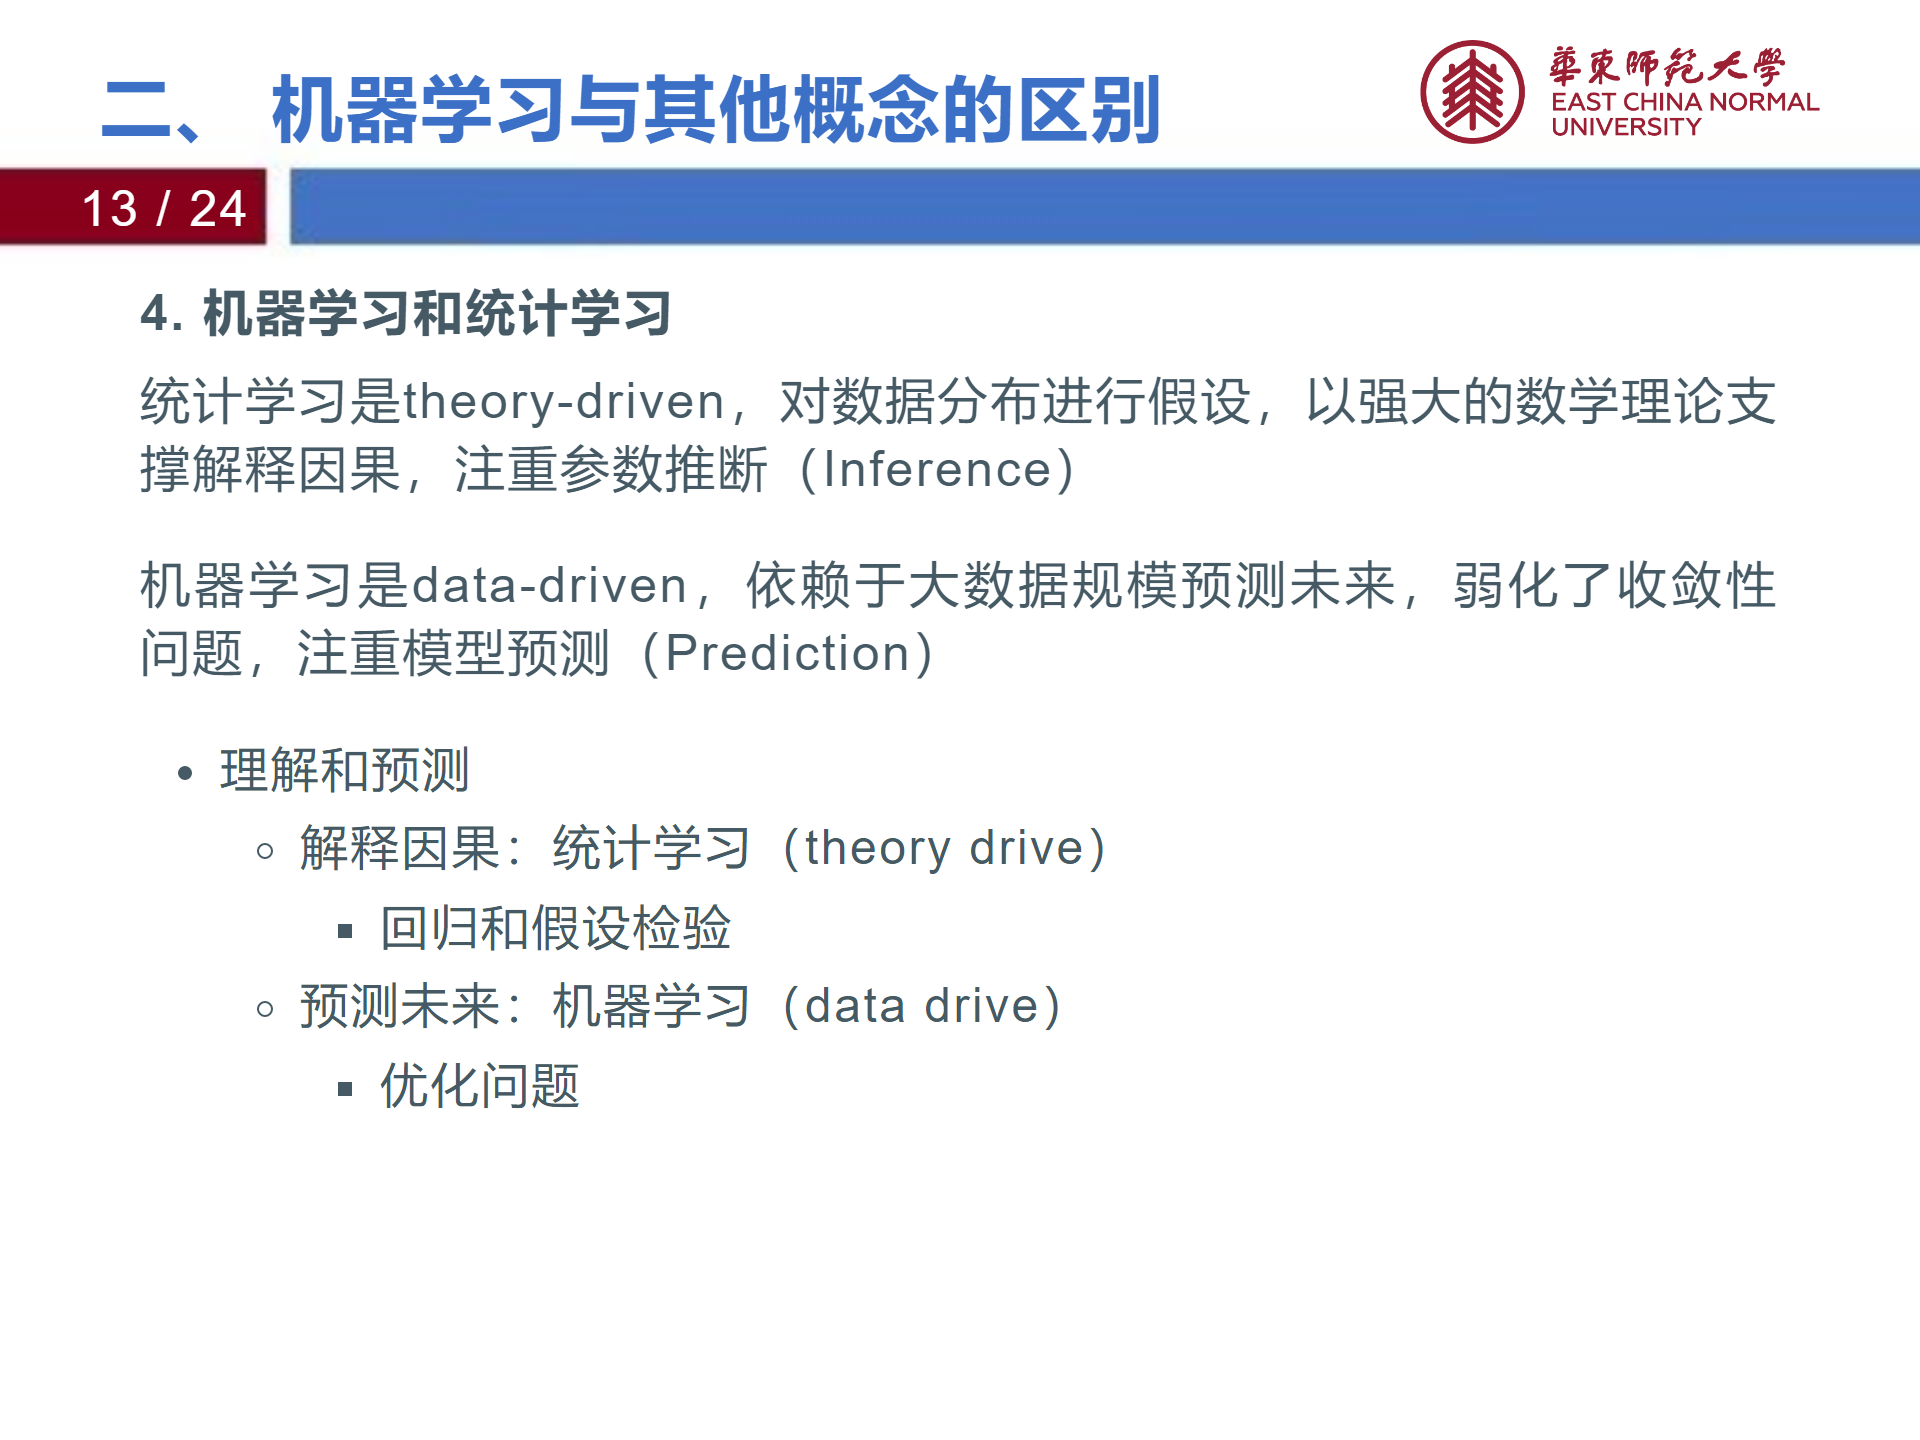 二、 机器学习与其他概念的区别
華東師範大學
EAST CHINA NORMAL
UNIVERSITY
13 / 24
4. 机器学习和统计学习
统计学习是theory-driven，对数据分布进行假设，以强大的数学理论支
撑解释因果，注重参数推断（Inference）
机器学习是data-driven，依赖于大数据规模预测未来，弱化了收敛性
问题，注重模型预测（Prediction）
• 理解和预测
○ 解释因果：统计学习（theory drive）
▪ 回归和假设检验
○ 预测未来：机器学习（data drive）
▪ 优化问题